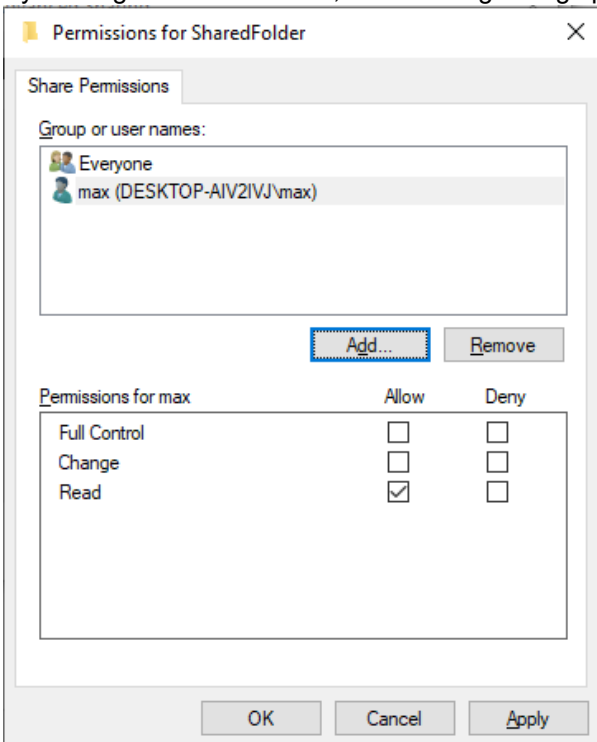 Permissions for SharedFolder
Share Permissions
Group or user names:
Everyone
max (DESKTOP-AIV2IVJ\max)
Add... Remove
Permissions for max Allow Deny
Full Control
Change
Read
OK Cancel Apply